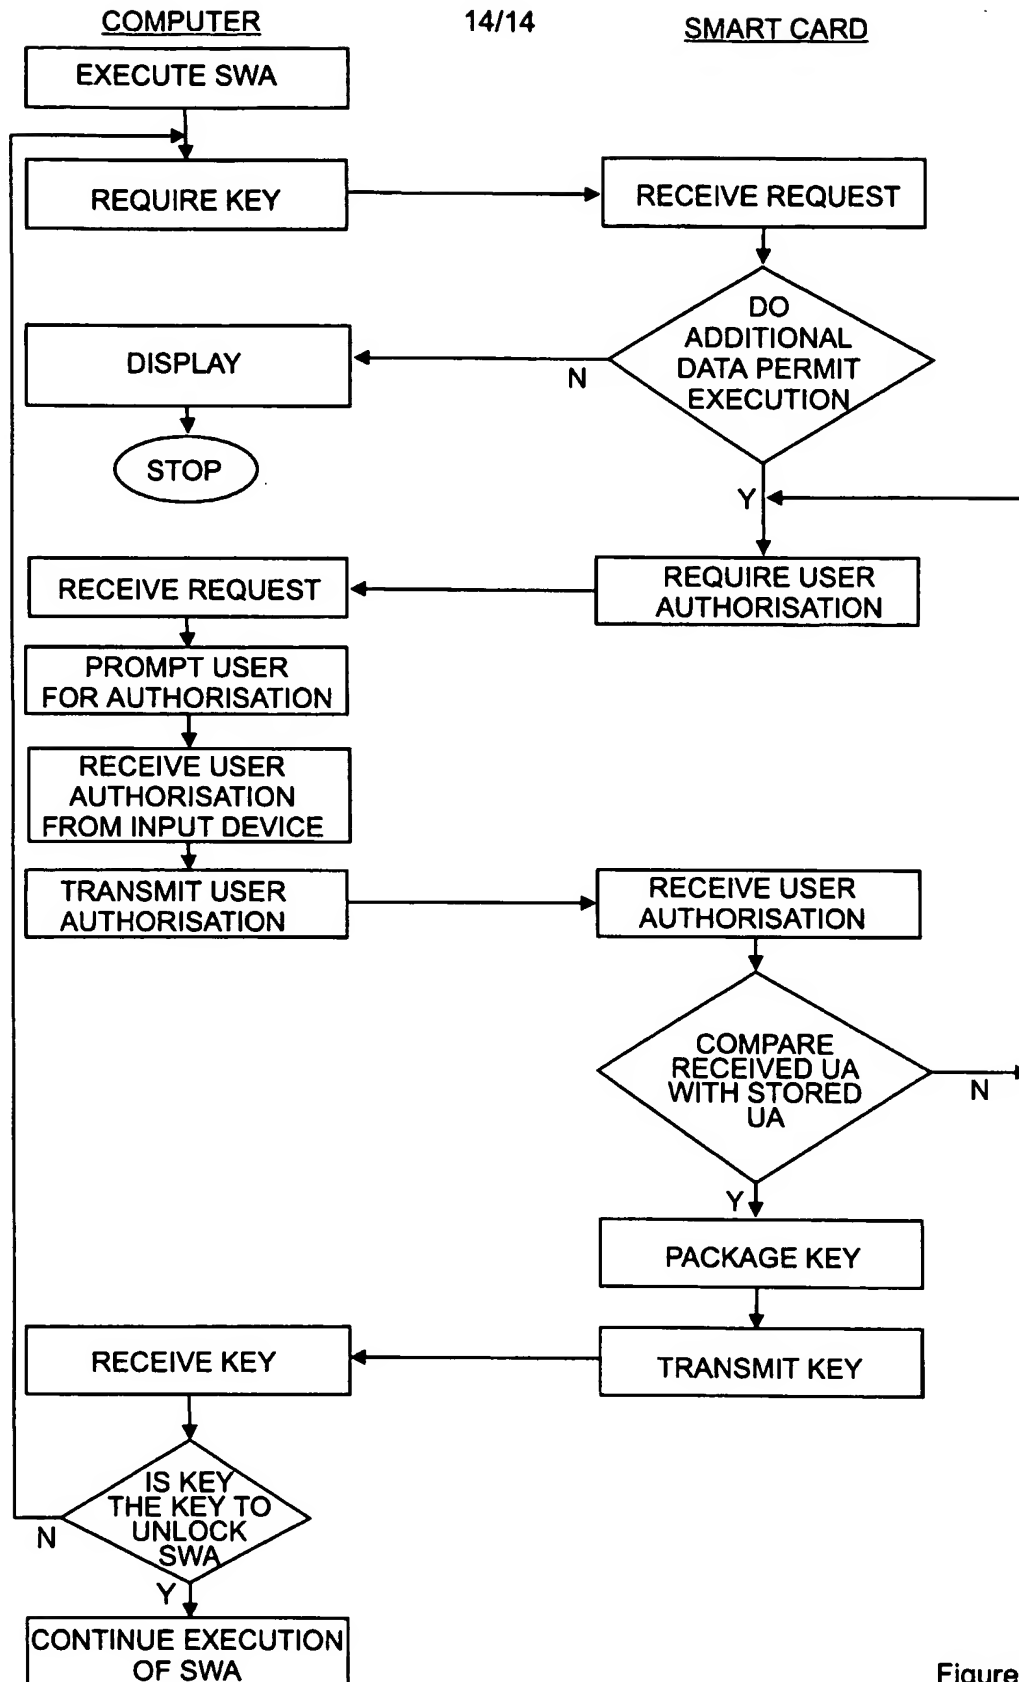 COMPUTER
14/14
SMART CARD
EXECUTE SWA
REQUIRE KEY
RECEIVE REQUEST
DO
ADDITIONAL
DATA PERMIT
EXECUTION
N
DISPLAY
STOP
Y
REQUIRE USER
AUTHORISATION
RECEIVE REQUEST
PROMPT USER
FOR AUTHORISATION
RECEIVE USER
AUTHORISATION
FROM INPUT DEVICE
TRANSMIT USER
AUTHORISATION
RECEIVE USER
AUTHORISATION
COMPARE
RECEIVED UA
WITH STORED
UA
N
Y
PACKAGE KEY
TRANSMIT KEY
RECEIVE KEY
IS KEY
THE KEY TO
UNLOCK
SWA
N
Y
CONTINUE EXECUTION
OF SWA
Figure